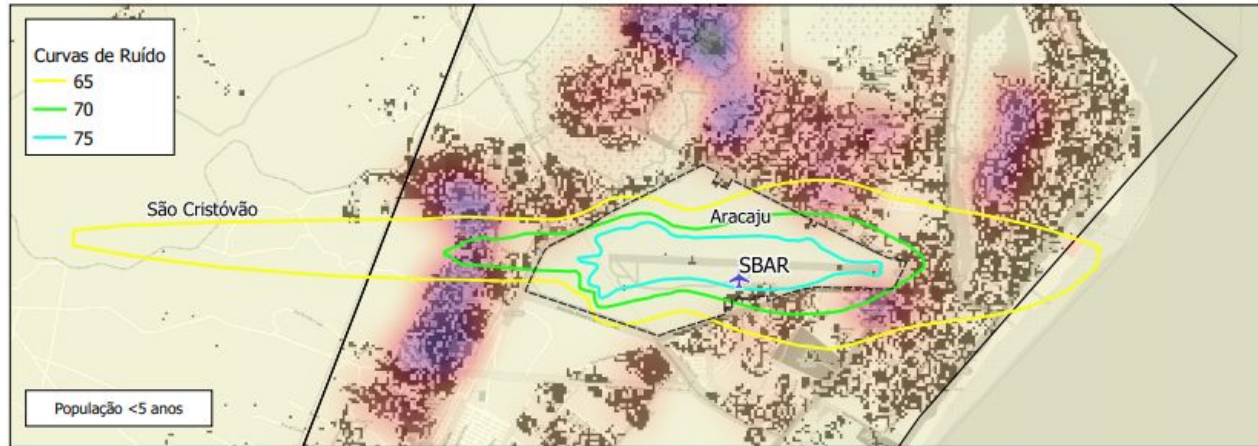 Curvas de Ruído
65
70
75
São Cristóvão
Aracaju
SBAR
População <5 anos